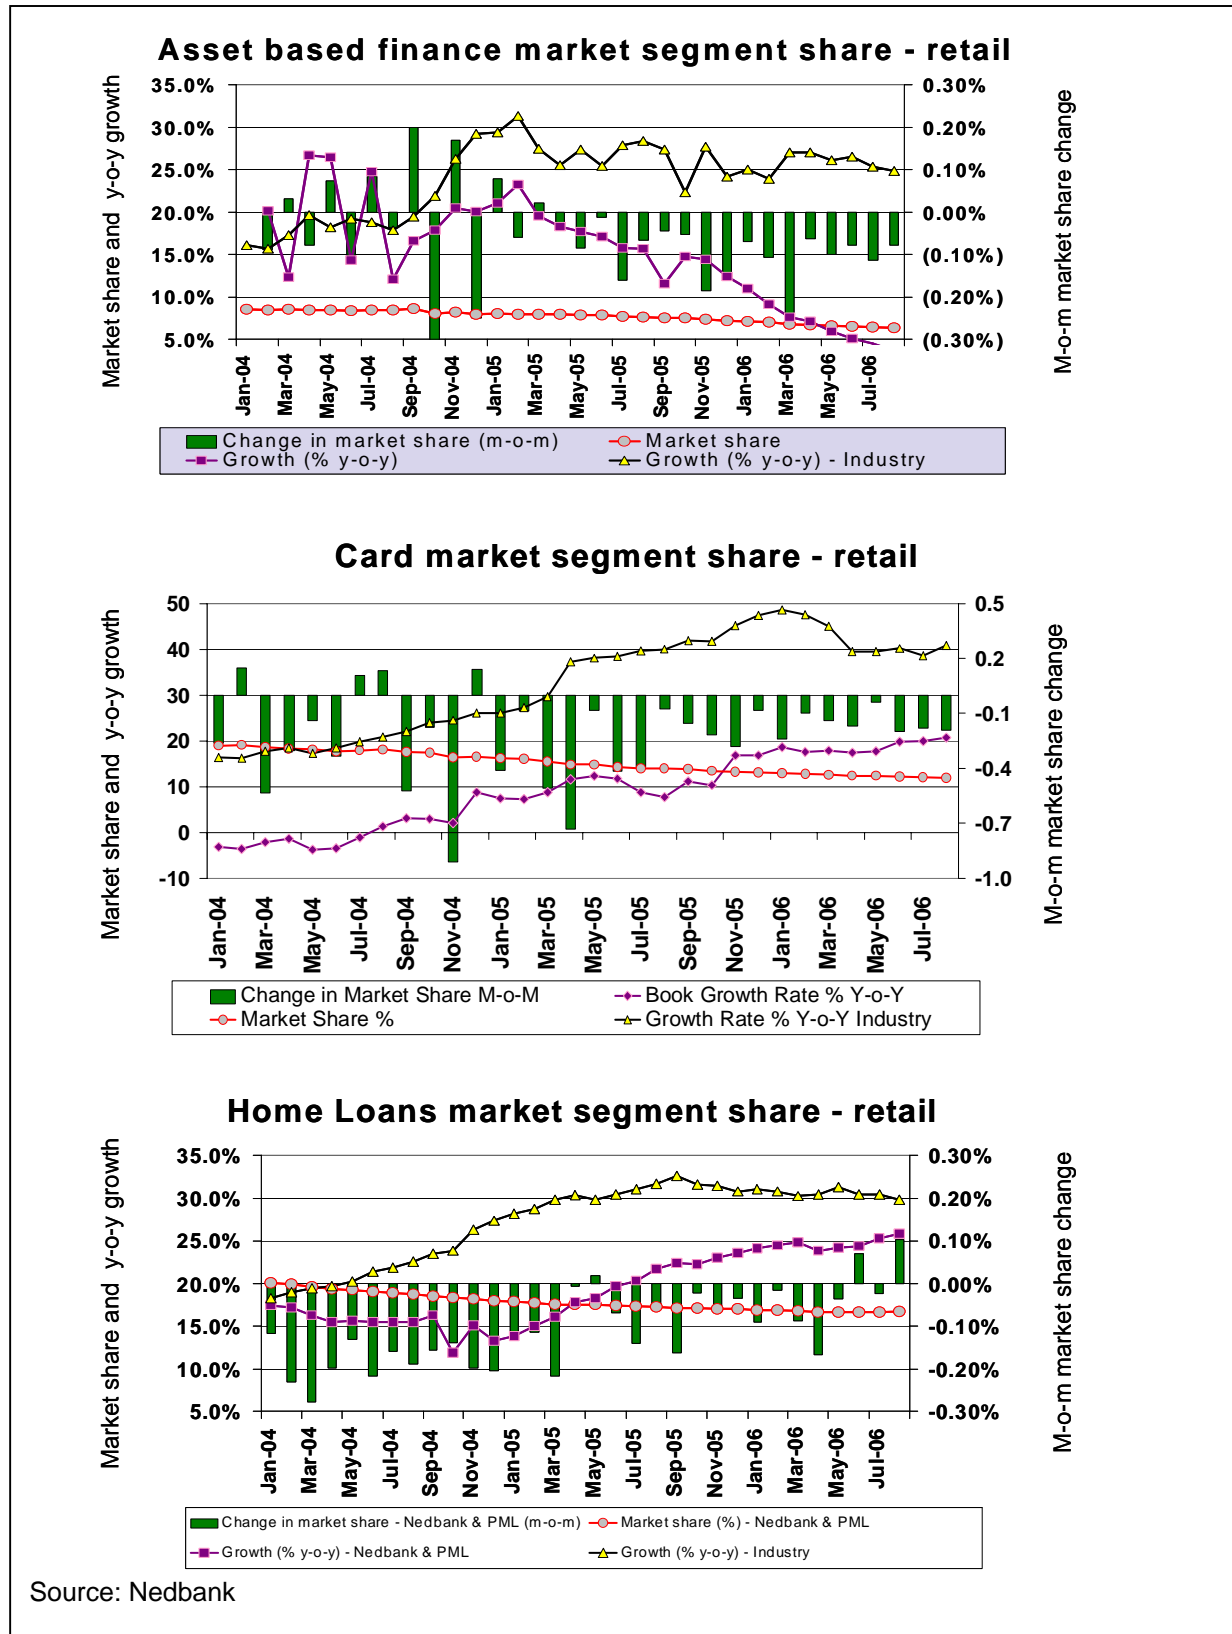 Asset based finance market segment share - retail
Market share and  y-o-y growth
35.0%
30.0%
25.0%
20.0%
15.0%
10.0%
5.0%
0.30%
0.20%
0.10%
0.00%
(0.10%)
(0.20%)
(0.30%)
M-o-m market share change
Jan-04
Mar-04
May-04
Jul-04
Sep-04
Nov-04
Jan-05
Mar-05
May-05
Jul-05
Sep-05
Nov-05
Jan-06
Mar-06
May-06
Jul-06
Change in market share (m-o-m)
Market share
Growth (% y-o-y)
Growth (% y-o-y) - Industry
Card market segment share - retail
Market share and  y-o-y growth
50
40
30
20
10
0
-10
0.5
0.2
-0.1
-0.4
-0.7
-1.0
M-o-m market share change
Jan-04
Mar-04
May-04
Jul-04
Sep-04
Nov-04
Jan-05
Mar-05
May-05
Jul-05
Sep-05
Nov-05
Jan-06
Mar-06
May-06
Jul-06
Change in Market Share M-o-M
Book Growth Rate % Y-o-Y
Market Share %
Growth Rate % Y-o-Y Industry
Home Loans market segment share - retail
Market share and  y-o-y growth
35.0%
30.0%
25.0%
20.0%
15.0%
10.0%
5.0%
0.30%
0.20%
0.10%
0.00%
-0.10%
-0.20%
-0.30%
M-o-m market share change
Jan-04
Mar-04
May-04
Jul-04
Sep-04
Nov-04
Jan-05
Mar-05
May-05
Jul-05
Sep-05
Nov-05
Jan-06
Mar-06
May-06
Jul-06
Change in market share - Nedbank & PML (m-o-m)
Market share (%) - Nedbank & PML
Growth (% y-o-y) - Nedbank & PML
Growth (% y-o-y) - Industry
Source: Nedbank